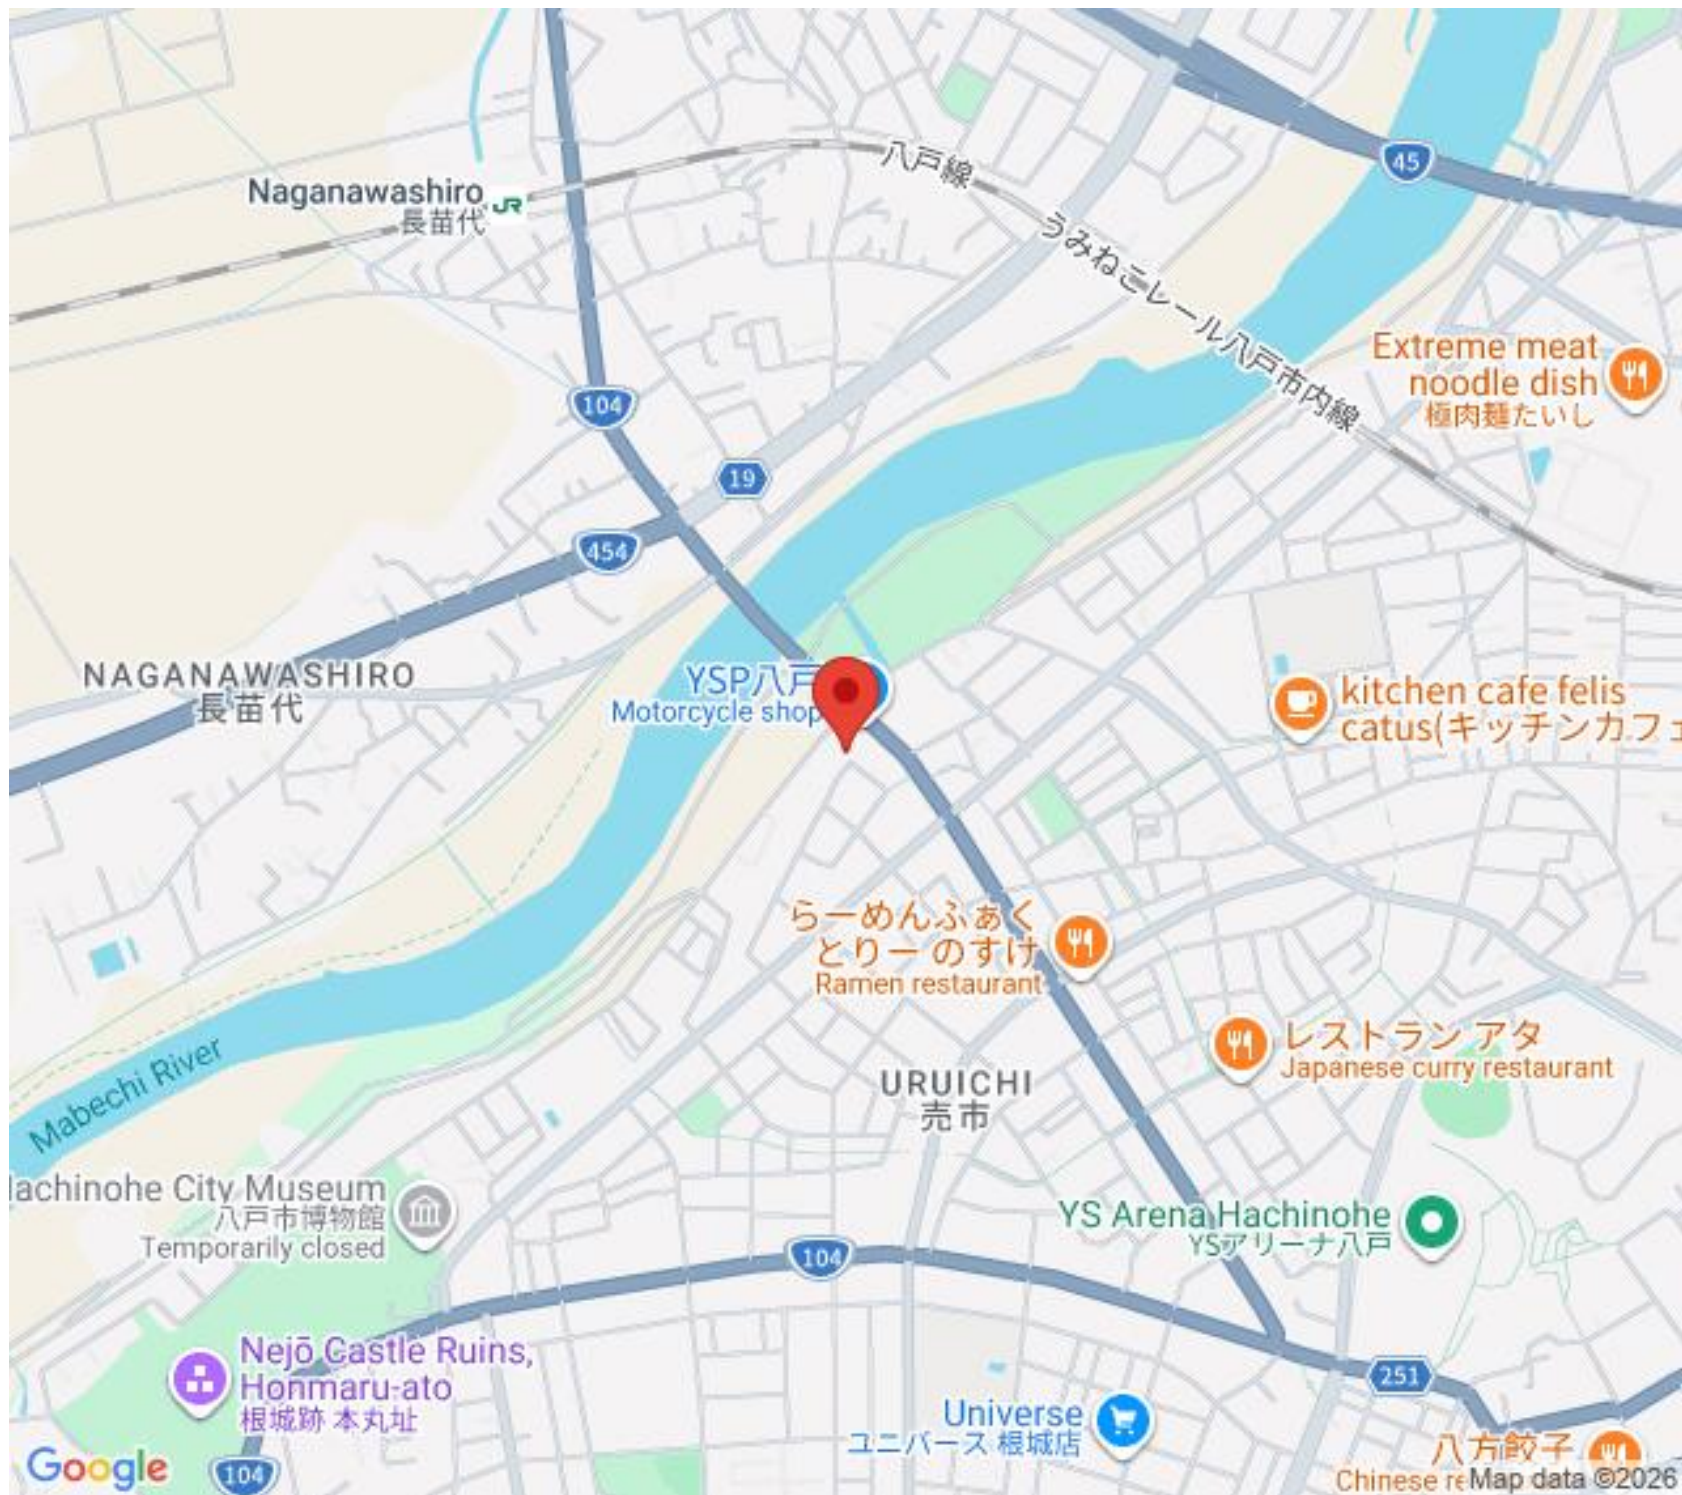 45
八戸線
Naganawashiro
JR
長苗代
うみねこレール八戸市内線
Extreme meat
noodle dish
極肉麺たいし
104
19
454
NAGANAWASHIRO
長苗代
YSP八戸
Motorcycle shop
kitchen cafe felis
catus(キッチンカフェ
らーめんふぁく
とりー のすけ
Ramen restaurant
レストラン アタ
Japanese curry restaurant
Mabechi River
URUICHI
売市
Hachinohe City Museum
八戸市博物館
Temporarily closed
YS Arena Hachinohe
YSアリーナ八戸
104
Nejō Castle Ruins,
Honmaru-ato
根城跡 本丸址
251
Universe
ユニバース 根城店
八方餃子
Chinese re
Google
104
Map data ©2026